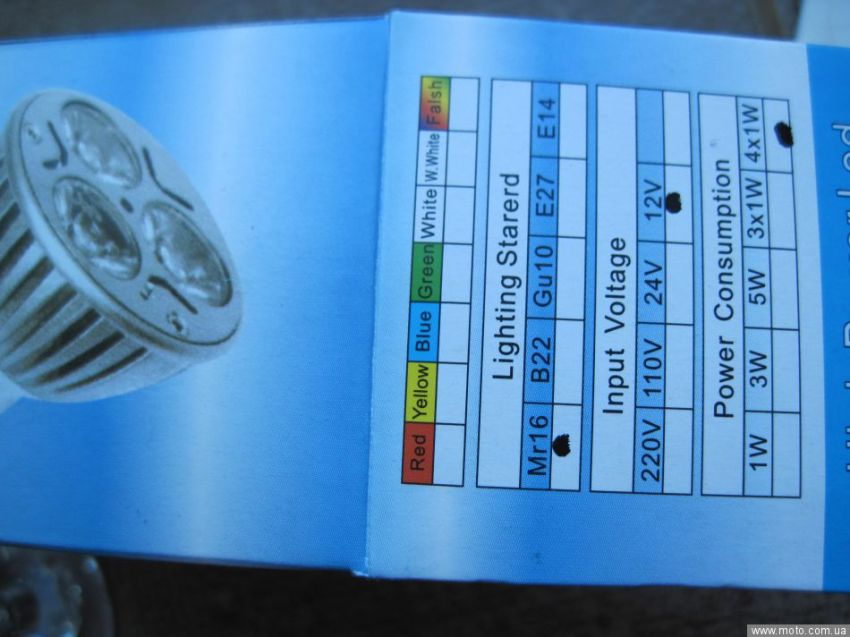 Red Yellow Blue Green White W.White Falsh
Lighting Starerd
Mr16 B22 Gu10 E27 E14
Input Voltage
220V 110V 24V 12V
Power Consumption
1W 3W 5W 3x1W 4x1W
www.moto.com.ua